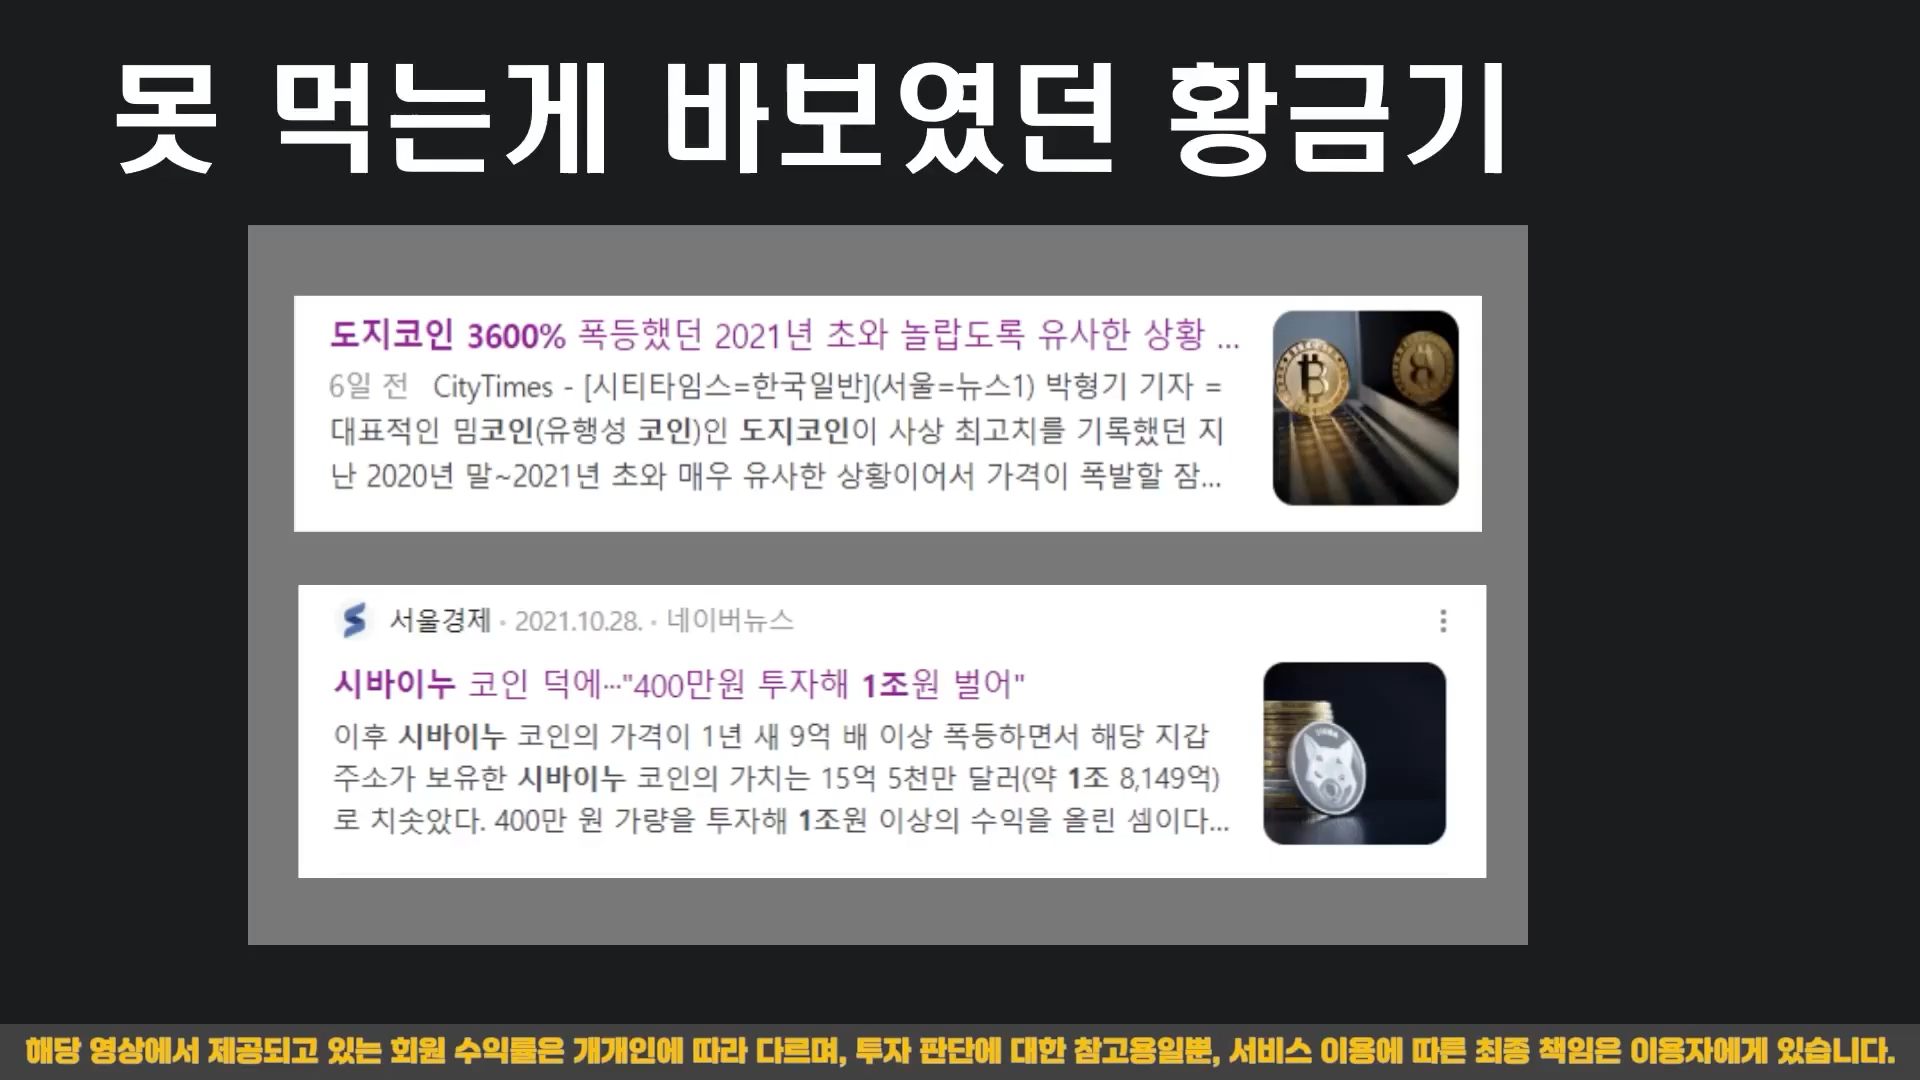 못 먹는게 바보였던 황금기
도지코인 3600% 폭등했던 2021년 초와 놀랍도록 유사한 상황 ...
6일 전 CityTimes - [시티타임스=한국일반](서울=뉴스1) 박형기 기자 =
대표적인 밈코인(유행성 코인)인 도지코인이 사상 최고치를 기록했던 지
난 2020년 말~2021년 초와 매우 유사한 상황이어서 가격이 폭발할 잠...
서울경제 · 2021.10.28. · 네이버뉴스
시바이누 코인 덕에···"400만원 투자해 1조원 벌어"
이후 시바이누 코인의 가격이 1년 새 9억 배 이상 폭등하면서 해당 지갑
주소가 보유한 시바이누 코인의 가치는 15억 5천만 달러(약 1조 8,149억)
로 치솟았다. 400만 원 가량을 투자해 1조원 이상의 수익을 올린 셈이다...
해당 영상에서 제공되고 있는 회원 수익률은 개개인에 따라 다르며, 투자 판단에 대한 참고용일뿐, 서비스 이용에 따른 최종 책임은 이용자에게 있습니다.